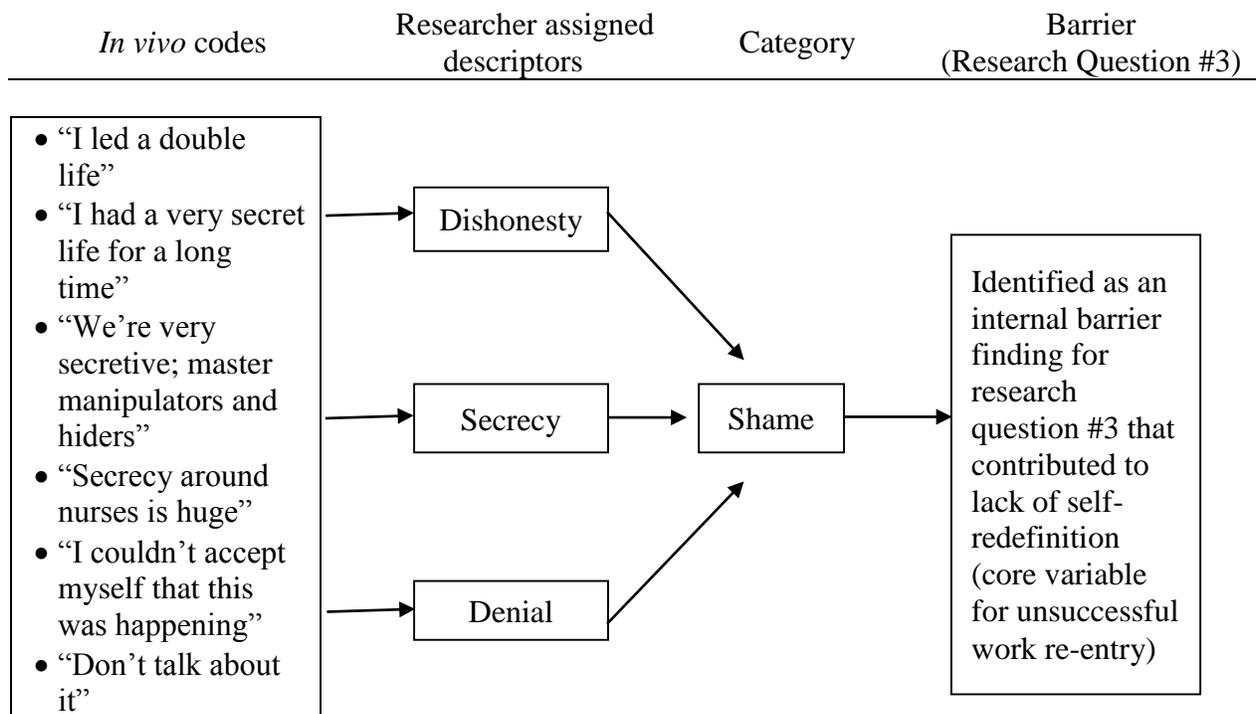 In vivo codes
Researcher assigned
descriptors
Category
Barrier
(Research Question #3)
• “I led a double
life”
• “I had a very secret
life for a long
time”
• “We’re very
secretive; master
manipulators and
hiders”
• “Secrecy around
nurses is huge”
• “I couldn’t accept
myself that this
was happening”
• “Don’t talk about
it”
Dishonesty
Secrecy
Denial
Shame
Identified as an
internal barrier
finding for
research
question #3 that
contributed to
lack of self-
redefinition
(core variable
for unsuccessful
work re-entry)